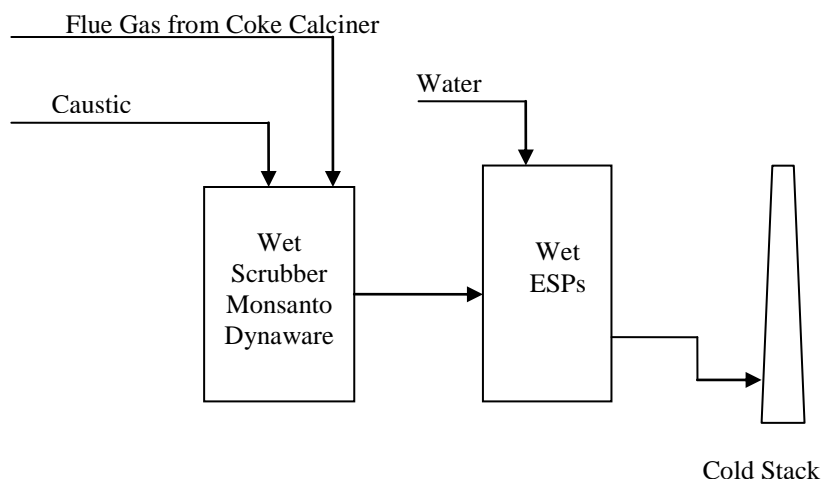 Flue Gas from Coke Calciner
Caustic
Water
Wet
Scrubber
Monsanto
Dynaware
Wet
ESPs
Cold Stack